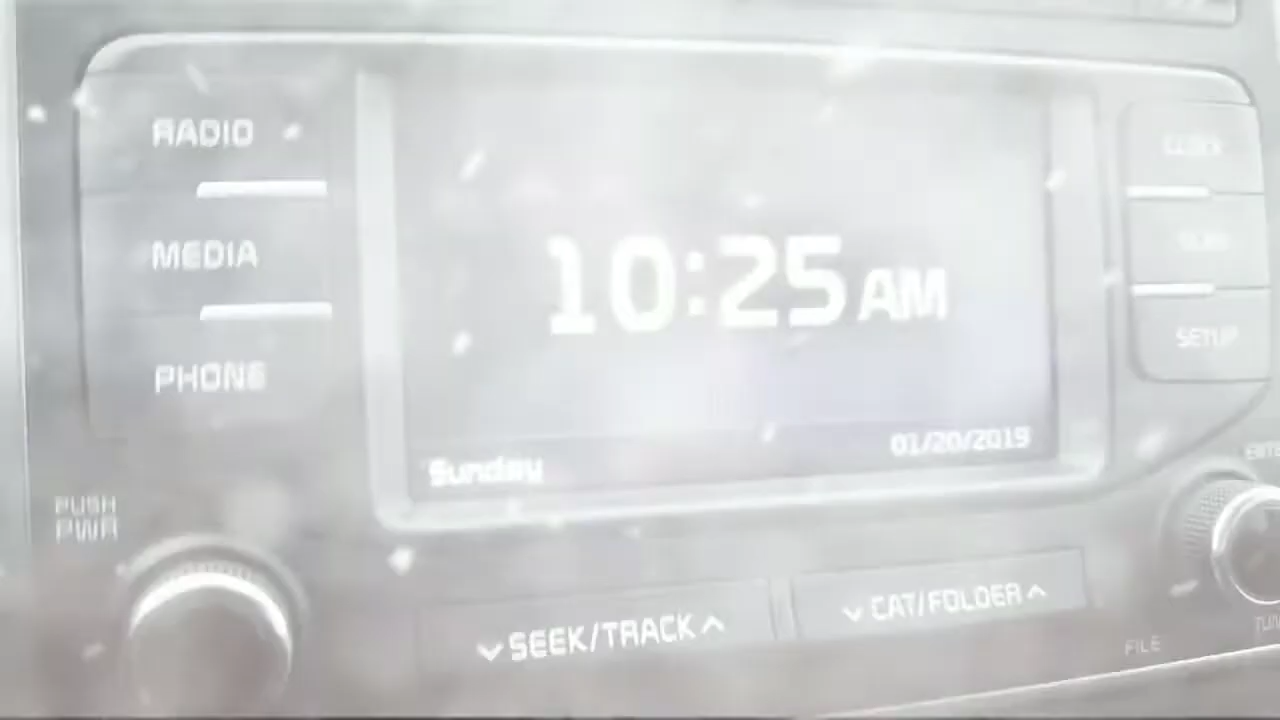 RADIO
MEDIA
PHONE
10:25 AM
Sunday
01/20/2019
SETUP
PUSH
PWR
SEEK/TRACK
CAT/FOLDER
FILE